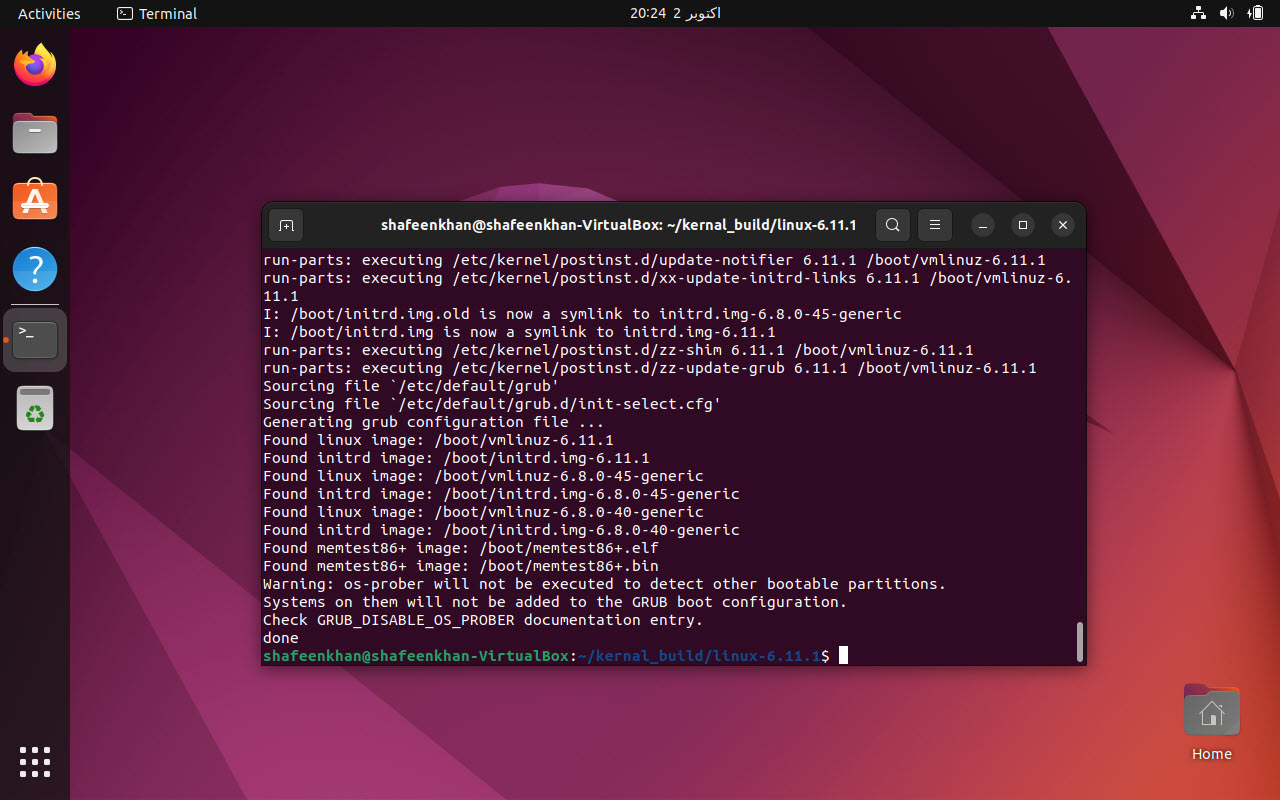 Activities
Terminal
اکتوبر 2 20:24
shafeenkhan@shafeenkhan-VirtualBox: ~/kernal_build/linux-6.11.1
run-parts: executing /etc/kernel/postinst.d/update-notifier 6.11.1 /boot/vmlinuz-6.11.1
run-parts: executing /etc/kernel/postinst.d/xx-update-initrd-links 6.11.1 /boot/vmlinuz-6.
11.1
I: /boot/initrd.img.old is now a symlink to initrd.img-6.8.0-45-generic
I: /boot/initrd.img is now a symlink to initrd.img-6.11.1
run-parts: executing /etc/kernel/postinst.d/zz-shim 6.11.1 /boot/vmlinuz-6.11.1
run-parts: executing /etc/kernel/postinst.d/zz-update-grub 6.11.1 /boot/vmlinuz-6.11.1
Sourcing file `/etc/default/grub'
Sourcing file `/etc/default/grub.d/init-select.cfg'
Generating grub configuration file ...
Found linux image: /boot/vmlinuz-6.11.1
Found initrd image: /boot/initrd.img-6.11.1
Found linux image: /boot/vmlinuz-6.8.0-45-generic
Found initrd image: /boot/initrd.img-6.8.0-45-generic
Found linux image: /boot/vmlinuz-6.8.0-40-generic
Found initrd image: /boot/initrd.img-6.8.0-40-generic
Found memtest86+ image: /boot/memtest86+.elf
Found memtest86+ image: /boot/memtest86+.bin
Warning: os-prober will not be executed to detect other bootable partitions.
Systems on them will not be added to the GRUB boot configuration.
Check GRUB_DISABLE_OS_PROBER documentation entry.
done
shafeenkhan@shafeenkhan-VirtualBox:~/kernal_build/linux-6.11.1$
Home